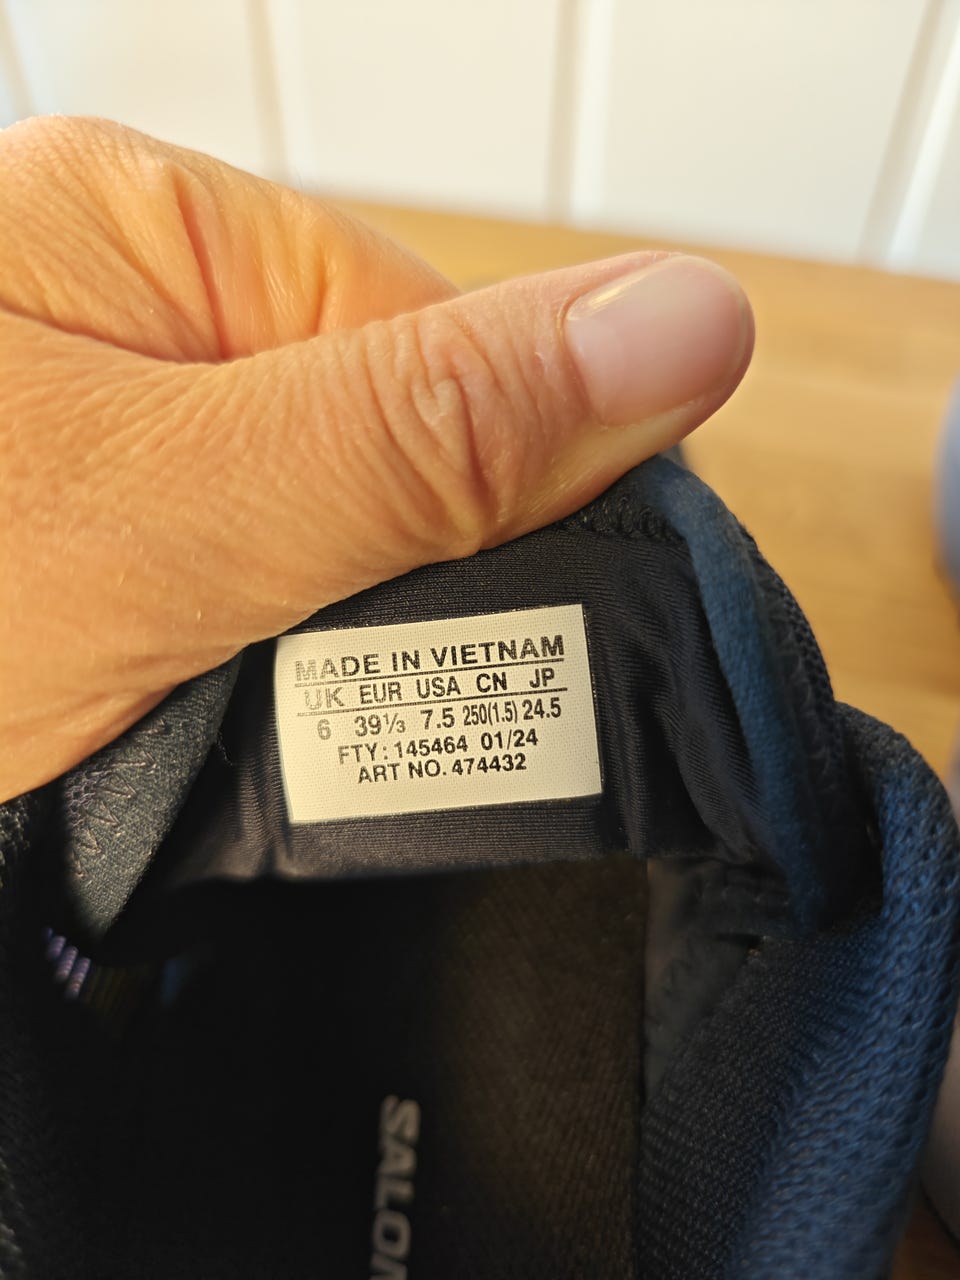 MADE IN VIETNAM
UK EUR USA CN JP
6 39⅓ 7.5 250(1.5) 24.5
FTY: 145464 01/24
ART NO. 474432
SALOM